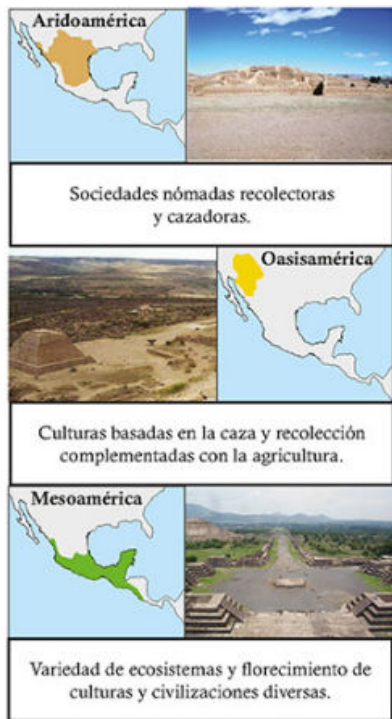 Aridoamérica
Sociedades nómadas recolectoras
y cazadoras.
Oasisamérica
Culturas basadas en la caza y recolección
complementadas con la agricultura.
Mesoamérica
Variedad de ecosistemas y florecimiento de
culturas y civilizaciones diversas.